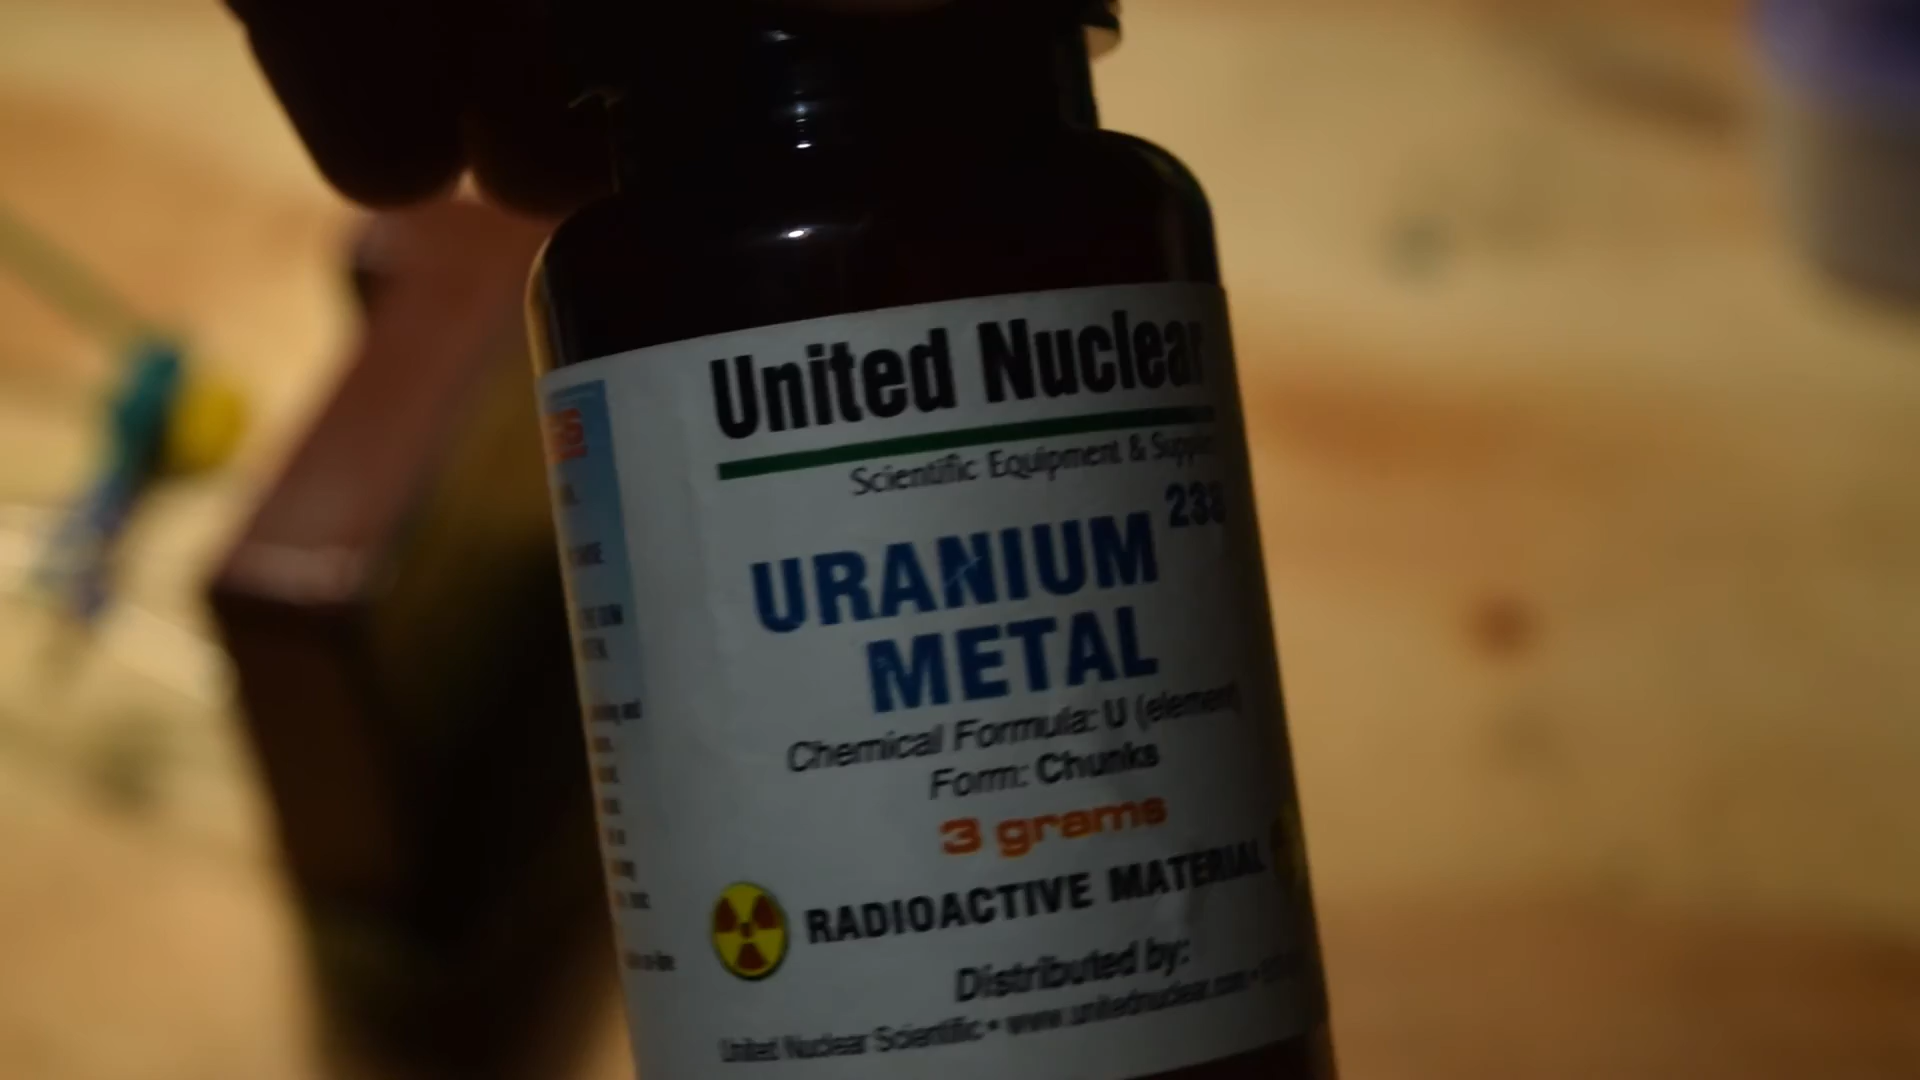 United Nuclear
Scientific Equipment &
URANIUM 238
METAL
Chemical Formula: U (element)
Form: Chunks
3 grams
RADIOACTIVE MATERIAL
Distributed by:
United Nuclear Scientific • www.unitednuclear.com •